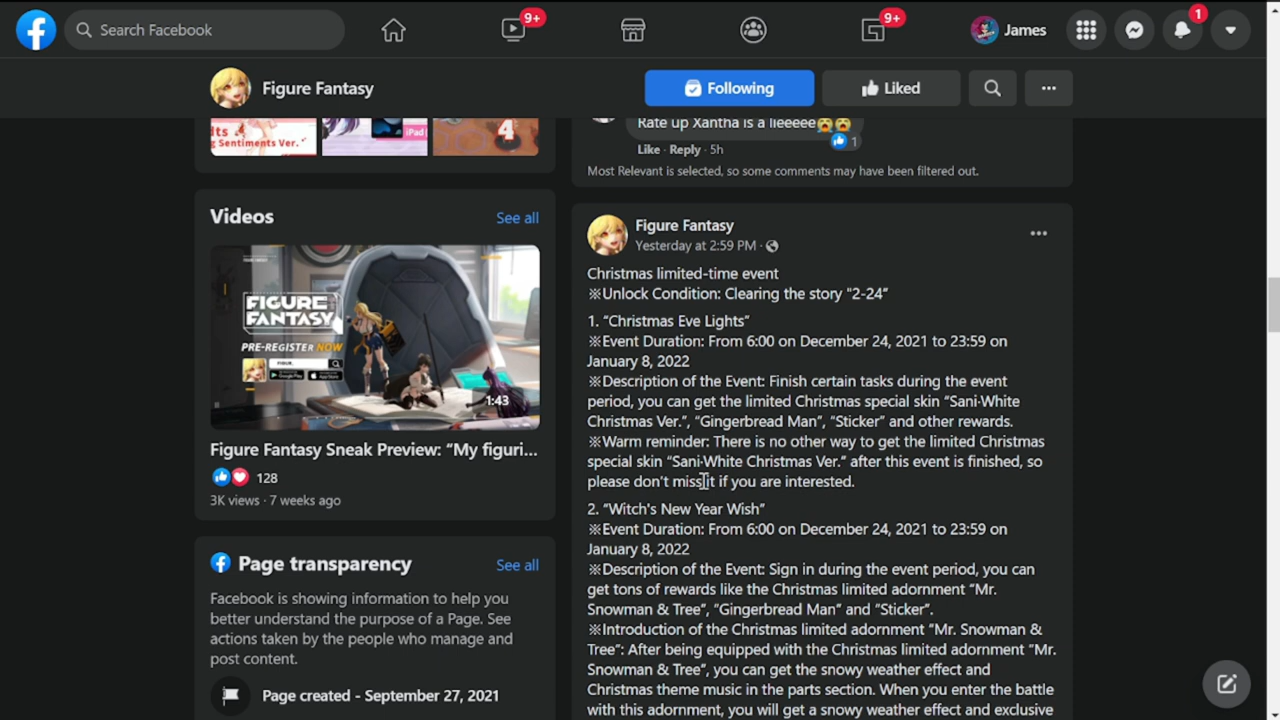 Search Facebook
9+
9+
James
1
Figure Fantasy
Following
Liked
lts
g Sentiments Ver.
iPad
4
Rate up Xantha is a lieeeee😭😭
Like · Reply · 5h
1
Most Relevant is selected, so some comments may have been filtered out.
Videos
See all
FIGURE
FANTASY
PRE-REGISTER NOW
1:43
Figure Fantasy Sneak Preview: “My figuri...
128
3K views · 7 weeks ago
Page transparency
See all
Facebook is showing information to help you
better understand the purpose of a Page. See
actions taken by the people who manage and
post content.
Page created - September 27, 2021
Figure Fantasy
Yesterday at 2:59 PM ·
Christmas limited-time event
※Unlock Condition: Clearing the story “2-24”
1. “Christmas Eve Lights”
※Event Duration: From 6:00 on December 24, 2021 to 23:59 on
January 8, 2022
※Description of the Event: Finish certain tasks during the event
period, you can get the limited Christmas special skin “Sani-White
Christmas Ver.”, “Gingerbread Man”, “Sticker” and other rewards.
※Warm reminder: There is no other way to get the limited Christmas
special skin “Sani-White Christmas Ver.” after this event is finished, so
please don’t miss it if you are interested.
2. “Witch's New Year Wish”
※Event Duration: From 6:00 on December 24, 2021 to 23:59 on
January 8, 2022
※Description of the Event: Sign in during the event period, you can
get tons of rewards like the Christmas limited adornment “Mr.
Snowman & Tree”, “Gingerbread Man” and “Sticker”.
※Introduction of the Christmas limited adornment “Mr. Snowman &
Tree”: After being equipped with the Christmas limited adornment “Mr.
Snowman & Tree”, you can get the snowy weather effect and
Christmas theme music in the parts section. When you enter the battle
with this adornment, you will get a snowy weather effect and exclusive